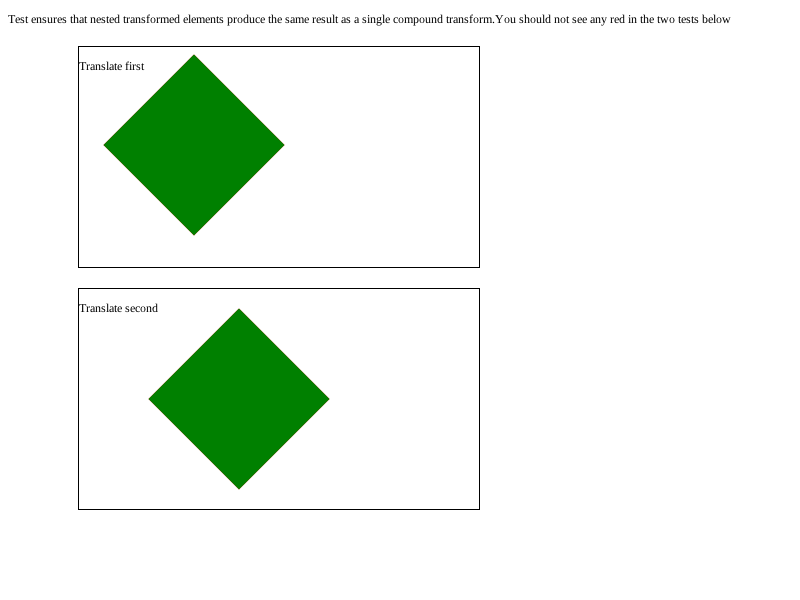 Test ensures that nested transformed elements produce the same result as a single compound transform.You should not see any red in the two tests below
Translate first
Translate second